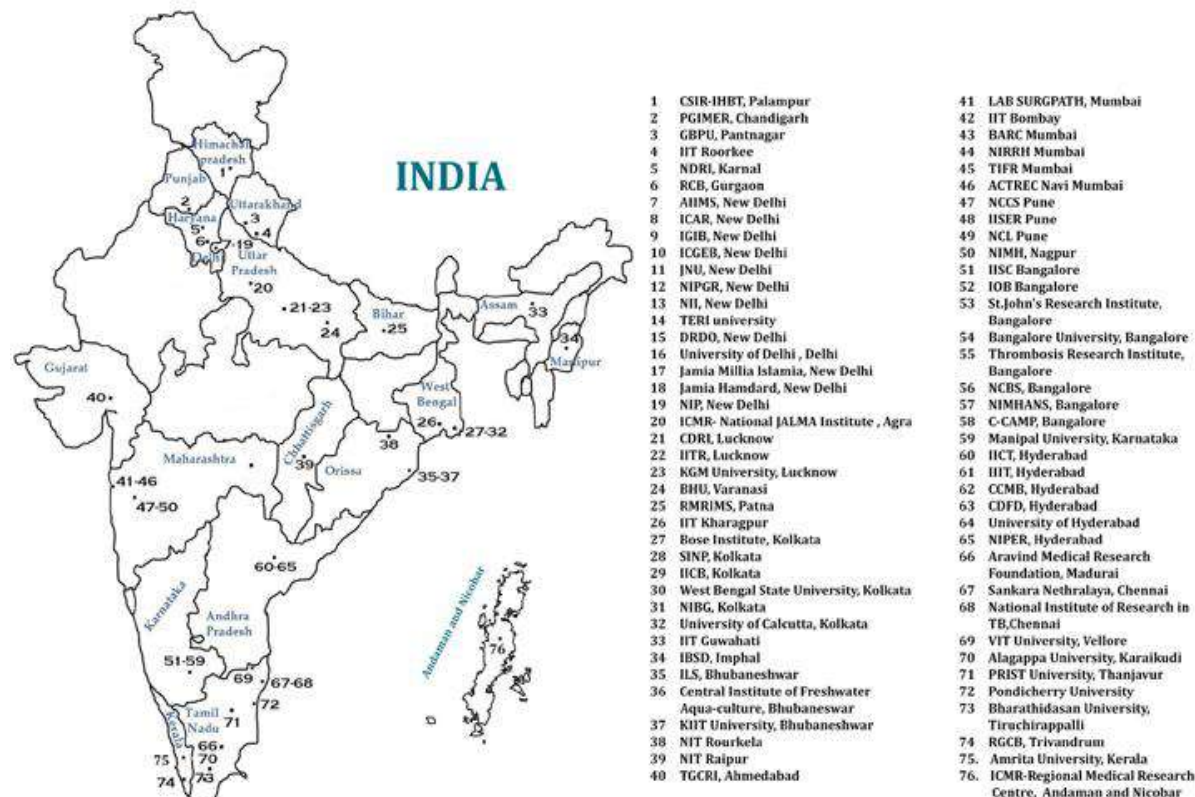 INDIA
Himachal
pradesh
1
Punjab
2
Uttarakhand
3
4
Haryana
5
6
7-19
Delhi
Uttar
Pradesh
20
21-23
24
Bihar
25
Assam
33
34
Manipur
Gujarat
40
West
Bengal
26
27-32
Chhattisgarh
39
38
Orissa
35-37
Maharashtra
41-46
47-50
60-65
Karnataka
Andhra
Pradesh
51-59
69
67-68
72
Tamil
Nadu
71
Kerala
66
70
75
73
74
Andaman and Nicobar
76
1 CSIR-IHBT, Palampur
2 PGIMER, Chandigarh
3 GBPU, Pantnagar
4 IIT Roorkee
5 NDRI, Karnal
6 RCB, Gurgaon
7 AIIMS, New Delhi
8 ICAR, New Delhi
9 IGIB, New Delhi
10 ICGEB, New Delhi
11 JNU, New Delhi
12 NIPGR, New Delhi
13 NII, New Delhi
14 TERI university
15 DRDO, New Delhi
16 University of Delhi , Delhi
17 Jamia Millia Islamia, New Delhi
18 Jamia Hamdard, New Delhi
19 NIP, New Delhi
20 ICMR- National JALMA Institute , Agra
21 CDRI, Lucknow
22 IITR, Lucknow
23 KGM University, Lucknow
24 BHU, Varanasi
25 RMRIMS, Patna
26 IIT Kharagpur
27 Bose Institute, Kolkata
28 SINP, Kolkata
29 IICB, Kolkata
30 West Bengal State University, Kolkata
31 NIBG, Kolkata
32 University of Calcutta, Kolkata
33 IIT Guwahati
34 IBSD, Imphal
35 ILS, Bhubaneshwar
36 Central Institute of Freshwater
Aqua-culture, Bhubaneswar
37 KIIT University, Bhubaneshwar
38 NIT Rourkela
39 NIT Raipur
40 TGCRI, Ahmedabad
41 LAB SURGPATH, Mumbai
42 IIT Bombay
43 BARC Mumbai
44 NIRRH Mumbai
45 TIFR Mumbai
46 ACTREC Navi Mumbai
47 NCCS Pune
48 IISER Pune
49 NCL Pune
50 NIMH, Nagpur
51 IISC Bangalore
52 IOB Bangalore
53 St.John's Research Institute,
Bangalore
54 Bangalore University, Bangalore
55 Thrombosis Research Institute,
Bangalore
56 NCBS, Bangalore
57 NIMHANS, Bangalore
58 C-CAMP, Bangalore
59 Manipal University, Karnataka
60 IICT, Hyderabad
61 IIIT, Hyderabad
62 CCMB, Hyderabad
63 CDFD, Hyderabad
64 University of Hyderabad
65 NIPER, Hyderabad
66 Aravind Medical Research
Foundation, Madurai
67 Sankara Nethralaya, Chennai
68 National Institute of Research in
TB,Chennai
69 VIT University, Vellore
70 Alagappa University, Karaikudi
71 PRIST University, Thanjavur
72 Pondicherry University
73 Bharathidasan University,
Tiruchirappalli
74 RGCB, Trivandrum
75. Amrita University, Kerala
76. ICMR-Regional Medical Research
Centre, Andaman and Nicobar